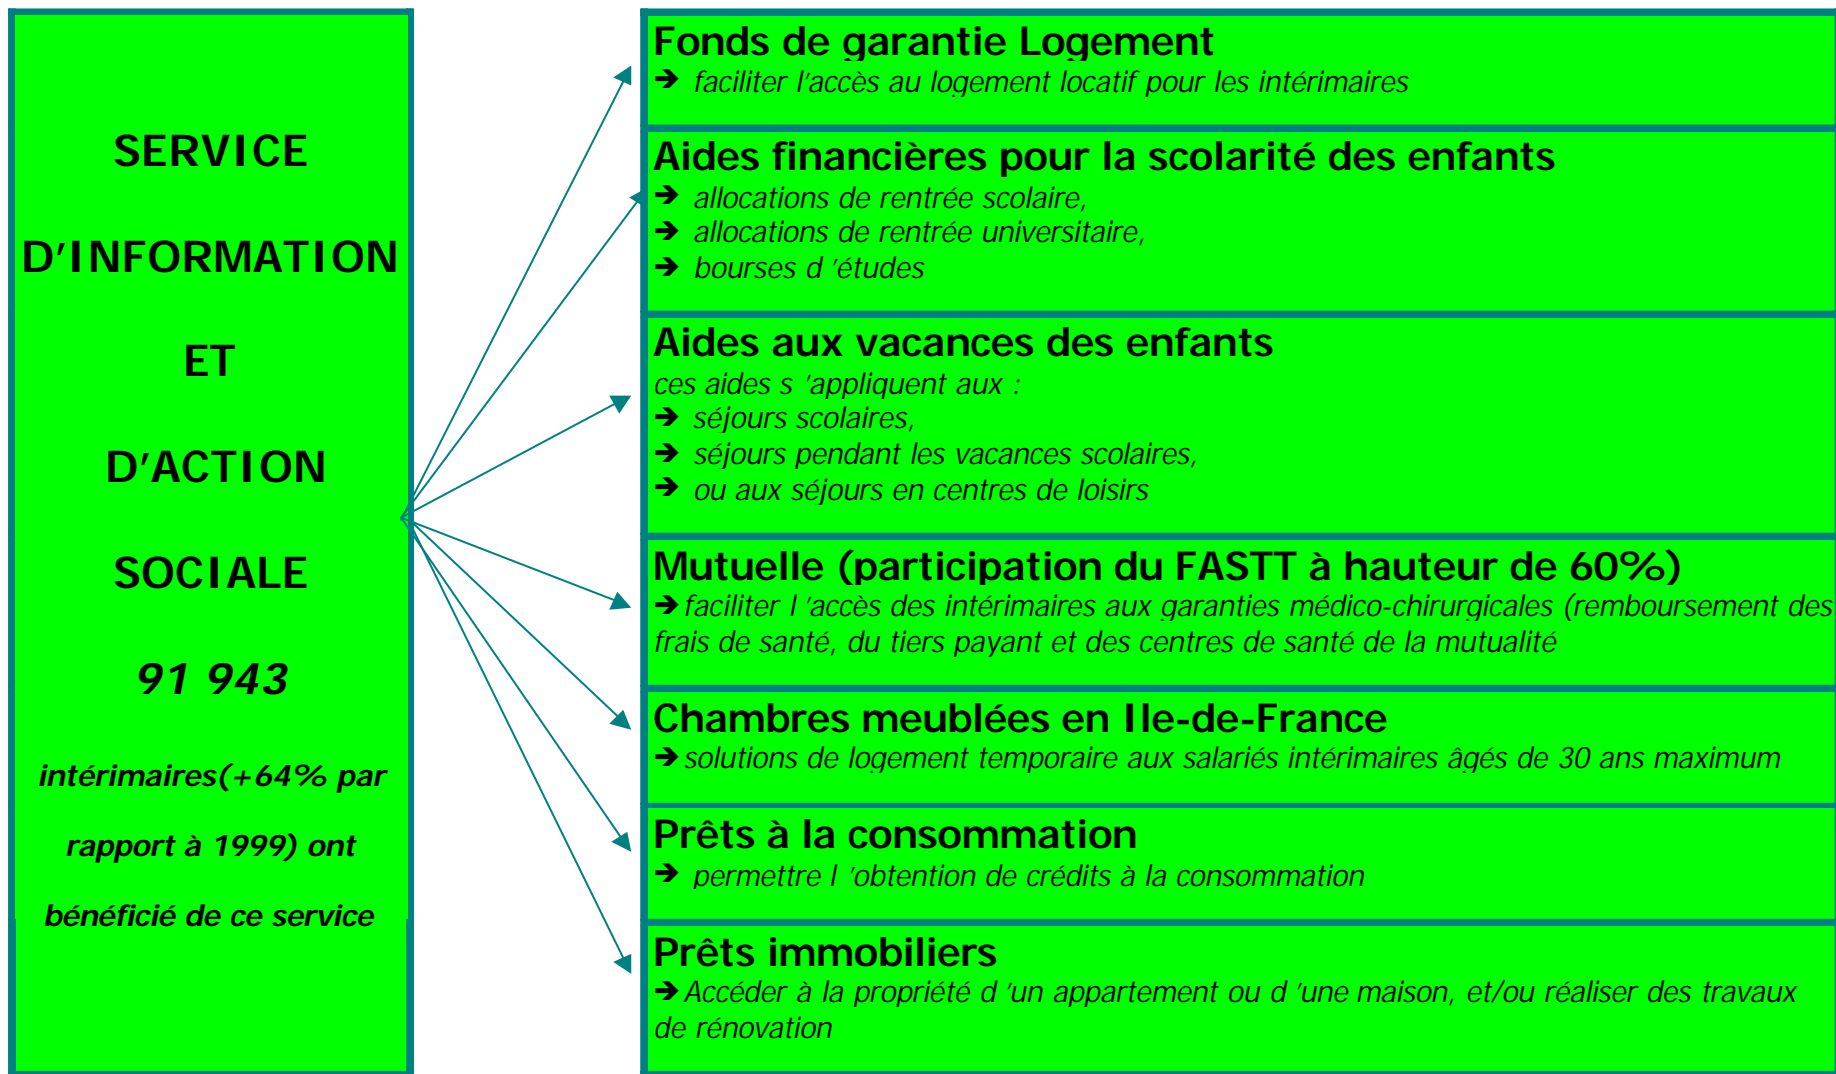 SERVICE
D'INFORMATION
ET
D'ACTION
SOCIALE
91 943
intérimaires(+64% par
rapport à 1999) ont
bénéficié de ce service
Fonds de garantie Logement
➔ faciliter l'accès au logement locatif pour les intérimaires
Aides financières pour la scolarité des enfants
➔ allocations de rentrée scolaire,
➔ allocations de rentrée universitaire,
➔ bourses d 'études
Aides aux vacances des enfants
ces aides s 'appliquent aux :
➔ séjours scolaires,
➔ séjours pendant les vacances scolaires,
➔ ou aux séjours en centres de loisirs
Mutuelle (participation du FASTT à hauteur de 60%)
➔ faciliter l 'accès des intérimaires aux garanties médico-chirurgicales (remboursement des
frais de santé, du tiers payant et des centres de santé de la mutualité
Chambres meublées en Ile-de-France
➔ solutions de logement temporaire aux salariés intérimaires âgés de 30 ans maximum
Prêts à la consommation
➔ permettre l 'obtention de crédits à la consommation
Prêts immobiliers
➔ Accéder à la propriété d 'un appartement ou d 'une maison, et/ou réaliser des travaux
de rénovation